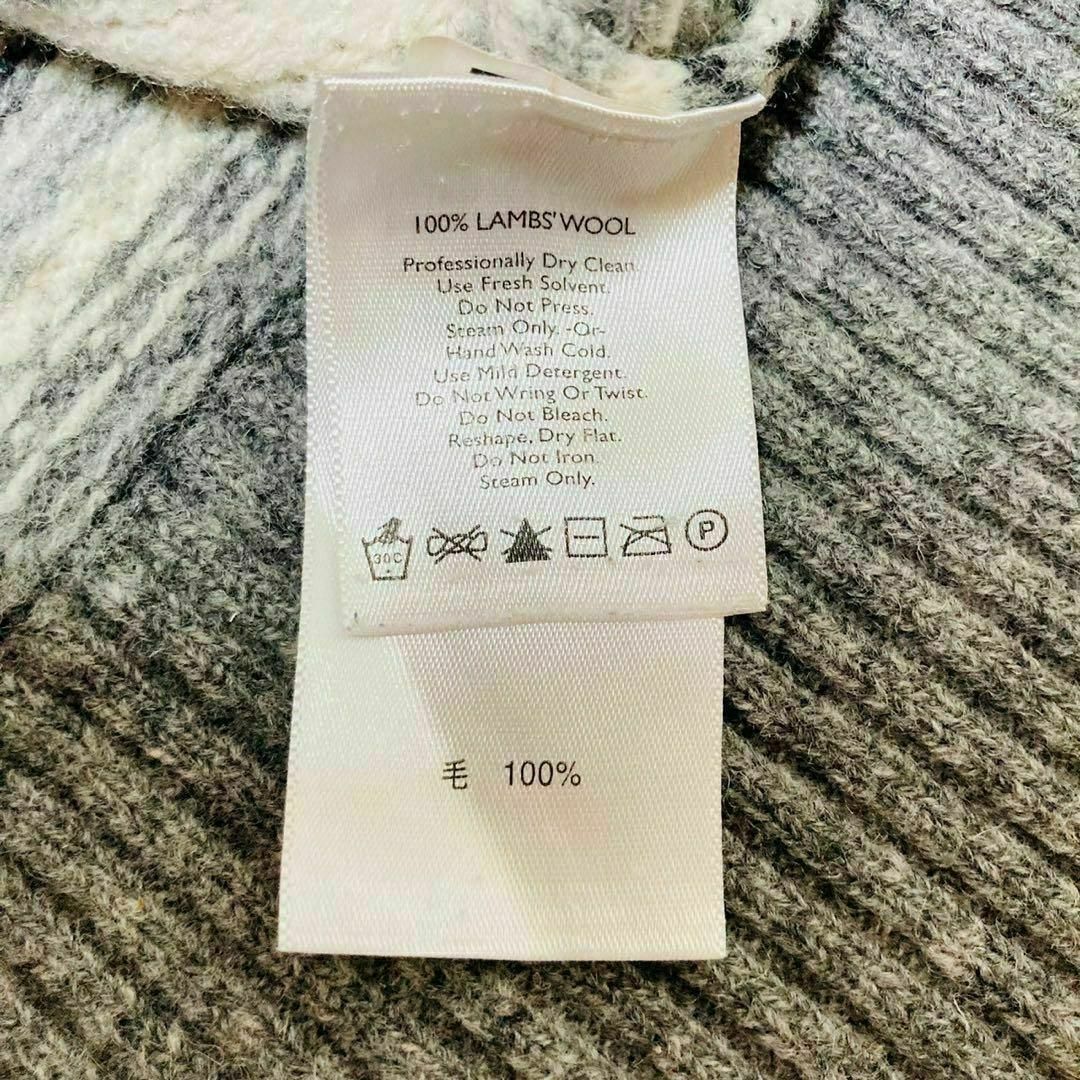 100% LAMBS' WOOL
Professionally Dry Clean.
Use Fresh Solvent.
Do Not Press.
Steam Only. -Or-
Hand Wash Cold.
Use Mild Detergent.
Do Not Wring Or Twist.
Do Not Bleach.
Reshape, Dry Flat.
Do Not Iron.
Steam Only.
30C P
毛 100%